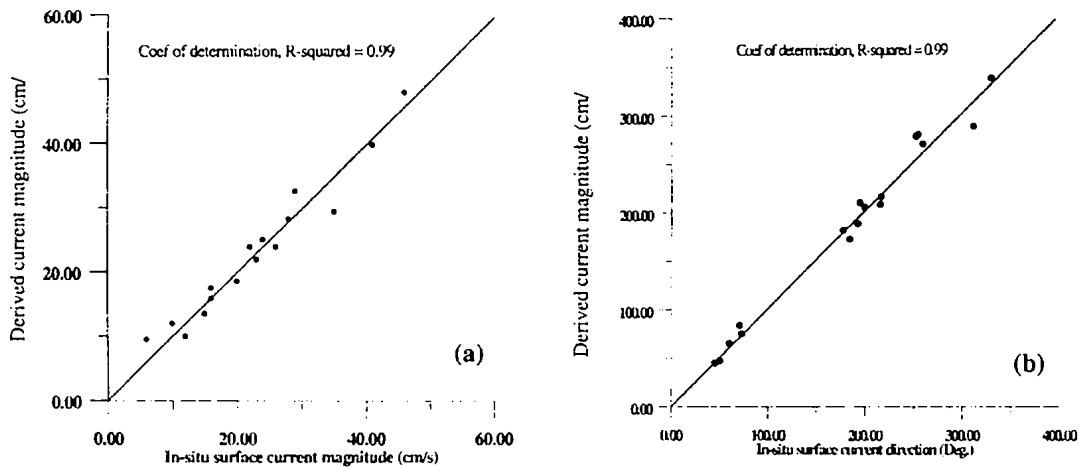 60.00
40.00
20.00
0.00
Derived current magnitude (cm/
Coef of determination, R-squared = 0.99
(a)
0.00 20.00 40.00 60.00
In-situ surface current magnitude (cm/s)
400.00
300.00
200.00
100.00
0.00
Derived current magnitude (cm/
Coef of determination, R-squared = 0.99
(b)
0.00 100.00 200.00 300.00 400.00
In-situ surface current direction (Deg.)